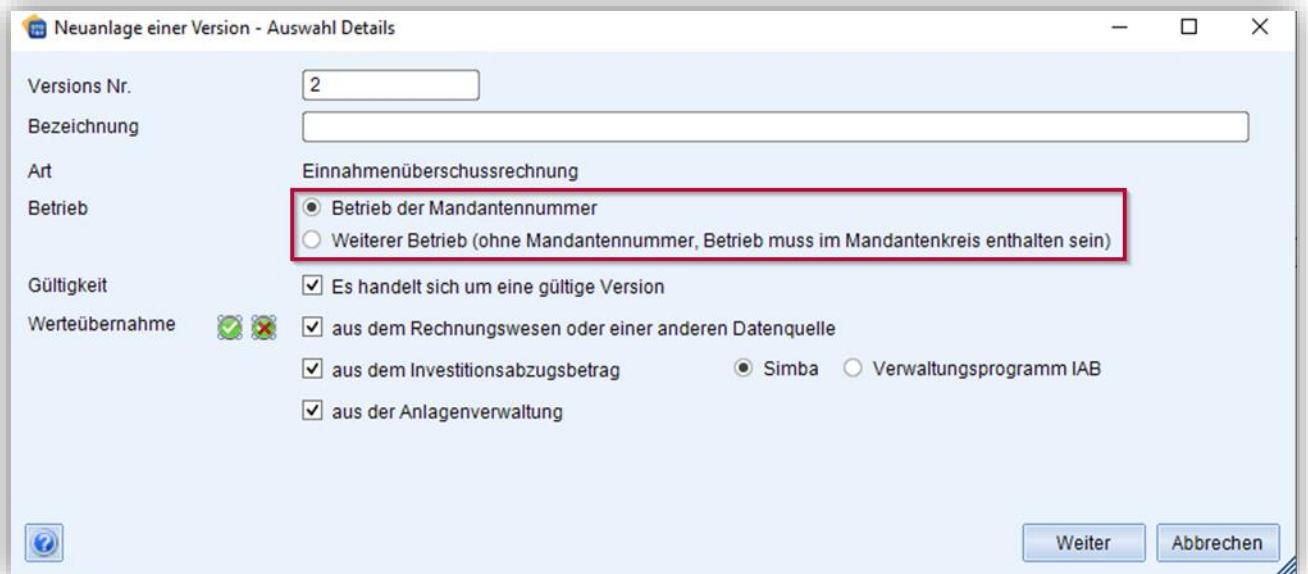 Neuanlage einer Version - Auswahl Details
Versions Nr. 2
Bezeichnung
Art Einnahmenüberschussrechnung
Betrieb Betrieb der Mandantennummer
Weiterer Betrieb (ohne Mandantennummer, Betrieb muss im Mandantenkreis enthalten sein)
Gültigkeit Es handelt sich um eine gültige Version
Werteübernahme aus dem Rechnungswesen oder einer anderen Datenquelle
aus dem Investitionsabzugsbetrag Simba Verwaltungsprogramm IAB
aus der Anlagenverwaltung
Weiter Abbrechen